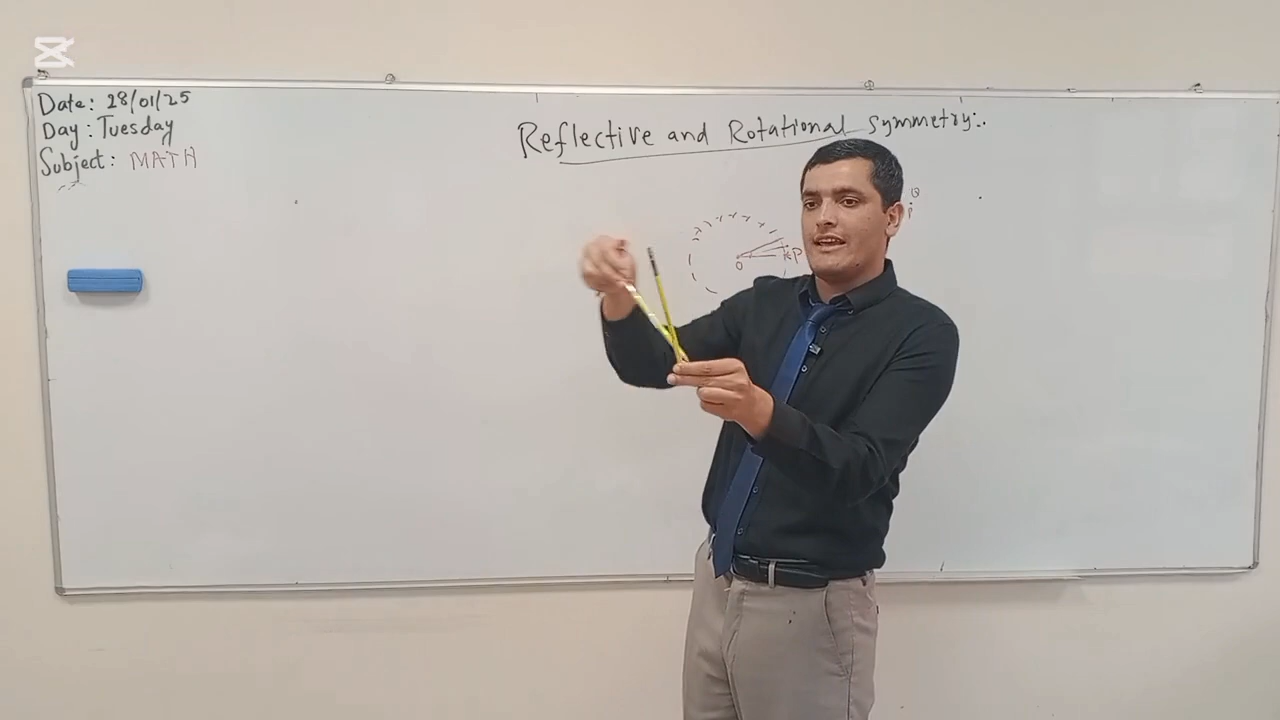 Date: 28/01/25
Day: Tuesday
Subject: MATH
Reflective and Rotational Symmetry:.
O
P
Q